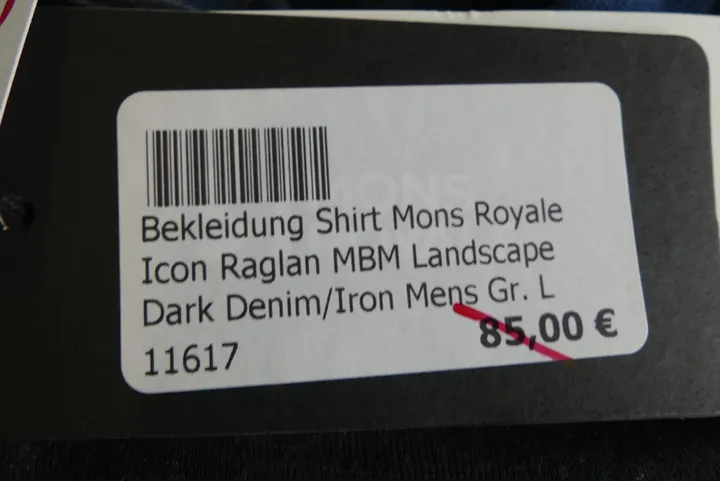 Bekleidung Shirt Mons Royale
Icon Raglan MBM Landscape
Dark Denim/Iron Mens Gr. L
85,00 €
11617